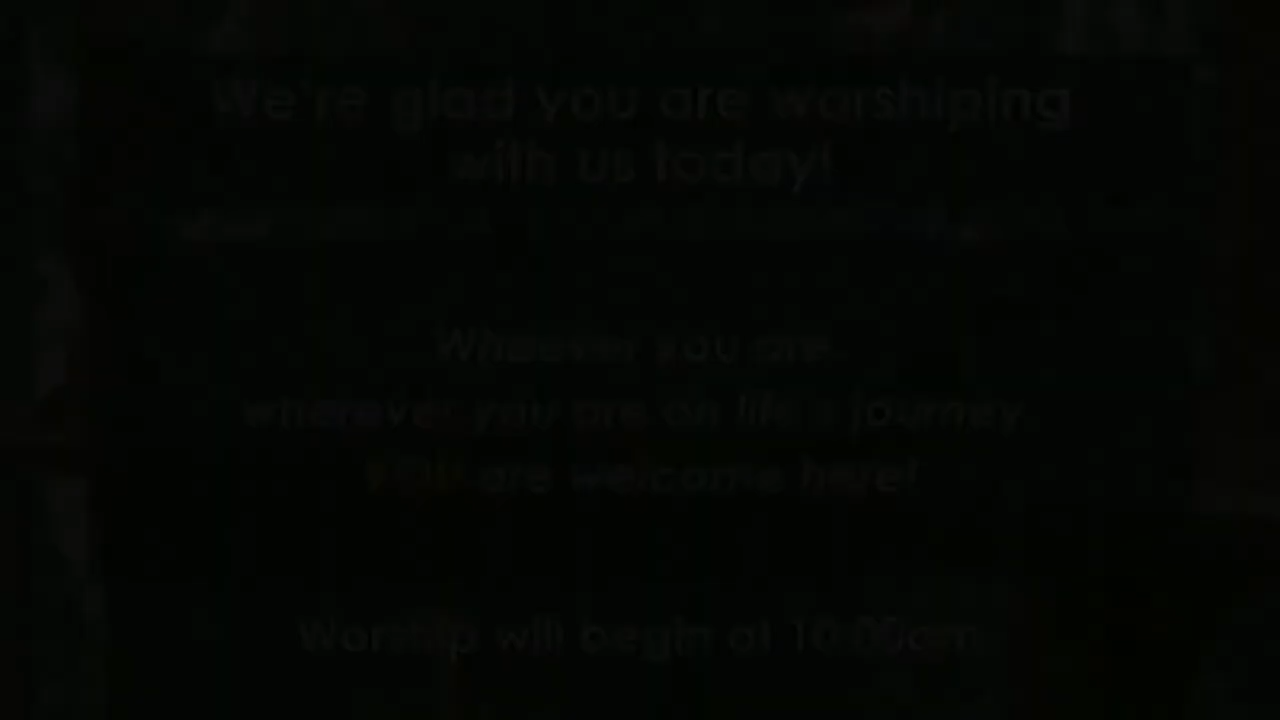 We're glad you are worshiping
with us today!
Whoever you are
wherever you are on life's journey,
YOU are welcome here!
Worship will begin at 10:00am